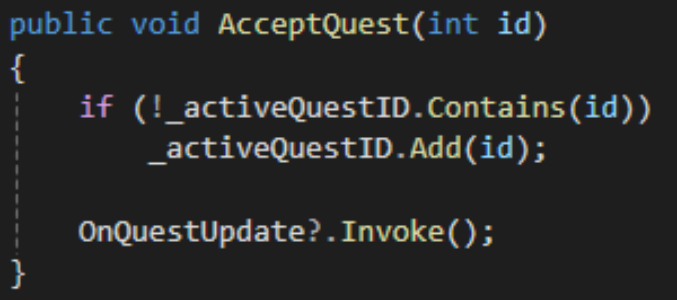 public void AcceptQuest(int id)
{
if (!_activeQuestID.Contains(id))
_activeQuestID.Add(id);
OnQuestUpdate?.Invoke();
}